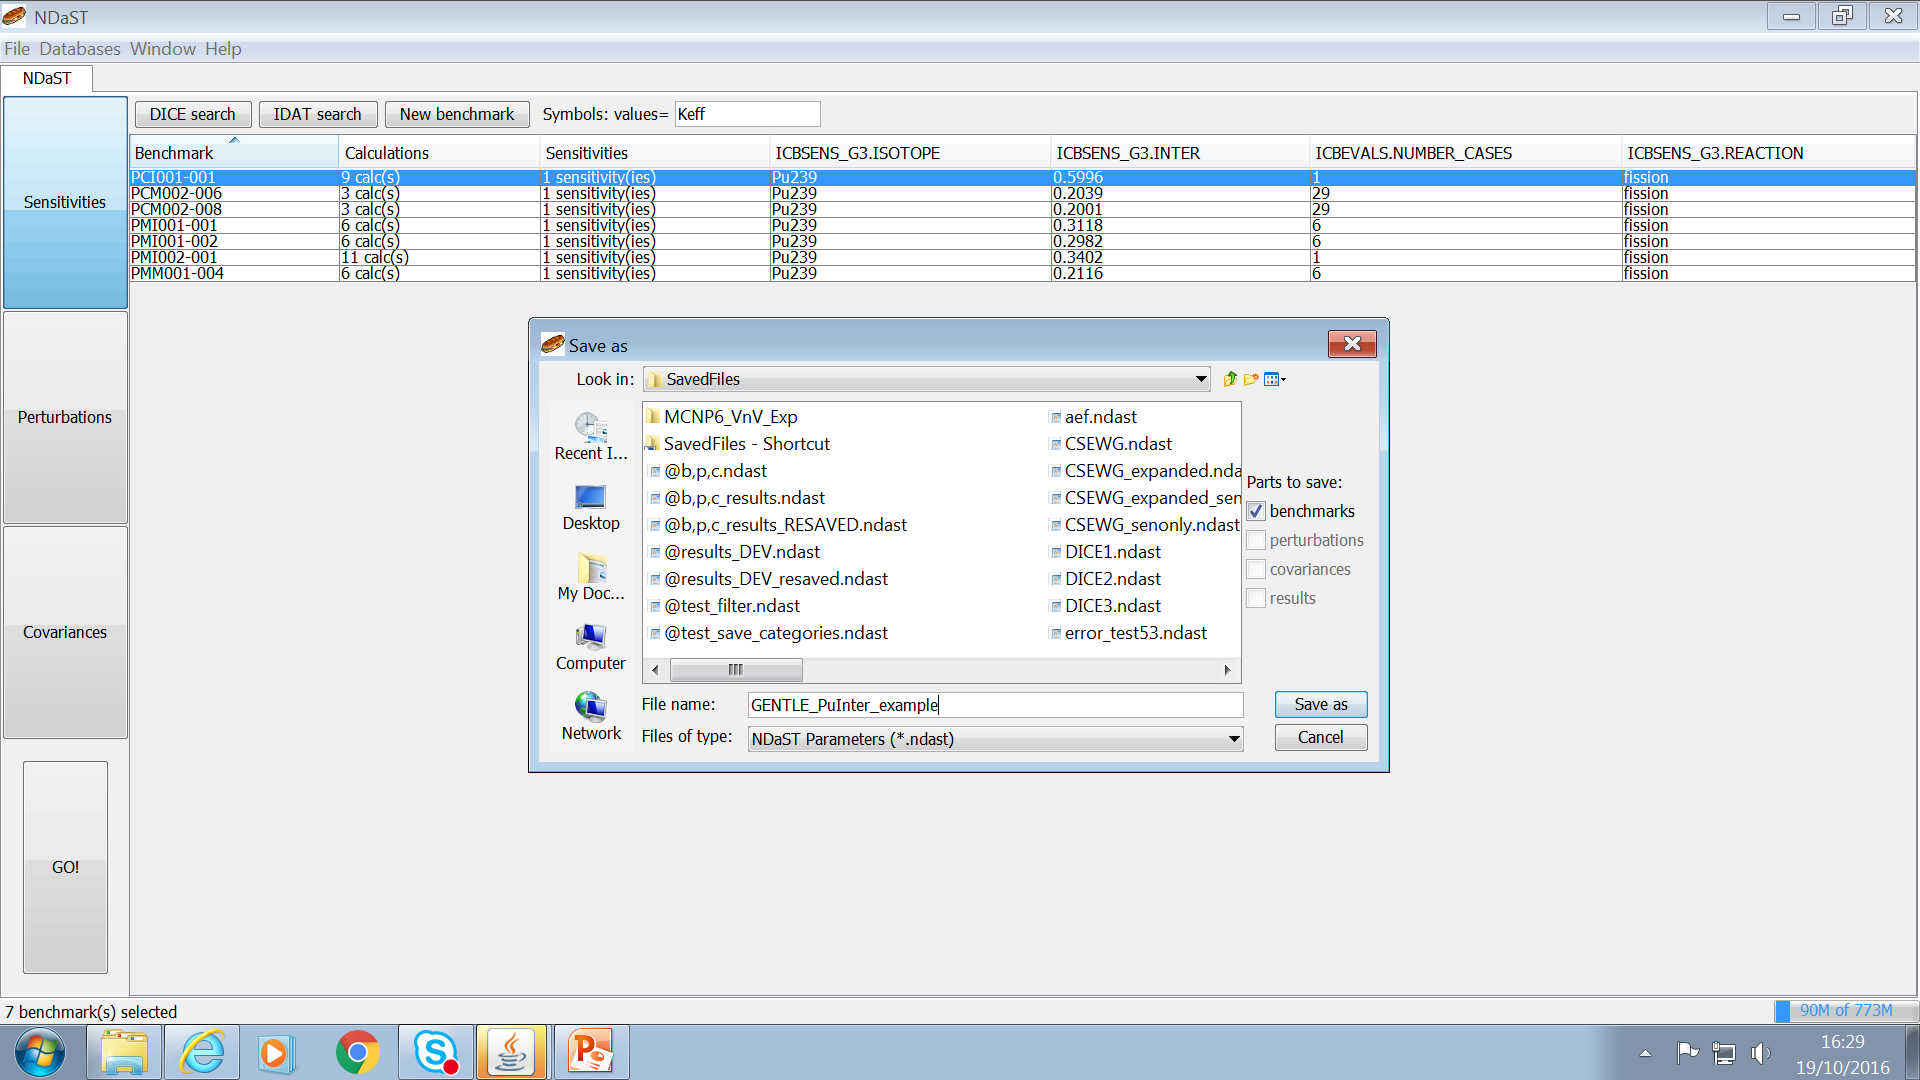 NDaST
File Databases Window Help
NDaST
DICE search IDAT search New benchmark Symbols: values= Keff
Benchmark Calculations Sensitivities ICBSENS_G3.ISOTOPE ICBSENS_G3.INTER ICBEVALS.NUMBER_CASES ICBSENS_G3.REACTION
PCI001-001 9 calc(s) 1 sensitivity(ies) Pu239 0.5996 1 fission
PCM002-006 3 calc(s) 1 sensitivity(ies) Pu239 0.2039 29 fission
PCM002-008 3 calc(s) 1 sensitivity(ies) Pu239 0.2001 29 fission
PMI001-001 6 calc(s) 1 sensitivity(ies) Pu239 0.3118 6 fission
PMI001-002 6 calc(s) 1 sensitivity(ies) Pu239 0.2982 6 fission
PMI002-001 11 calc(s) 1 sensitivity(ies) Pu239 0.3402 1 fission
PMM001-004 6 calc(s) 1 sensitivity(ies) Pu239 0.2116 6 fission
Sensitivities
Perturbations
Covariances
GO!
Save as
Look in: SavedFiles
Recent I...
Desktop
My Doc...
Computer
Network
MCNP6_VnV_Exp
SavedFiles - Shortcut
@b,p,c.ndast
@b,p,c_results.ndast
@b,p,c_results_RESAVED.ndast
@results_DEV.ndast
@results_DEV_resaved.ndast
@test_filter.ndast
@test_save_categories.ndast
aef.ndast
CSEWG.ndast
CSEWG_expanded.nda
CSEWG_expanded_sen
CSEWG_senonly.ndast
DICE1.ndast
DICE2.ndast
DICE3.ndast
error_test53.ndast
Parts to save:
benchmarks
perturbations
covariances
results
File name: GENTLE_PuInter_example Save as
Files of type: NDaST Parameters (*.ndast) Cancel
7 benchmark(s) selected 90M of 773M
16:29
19/10/2016